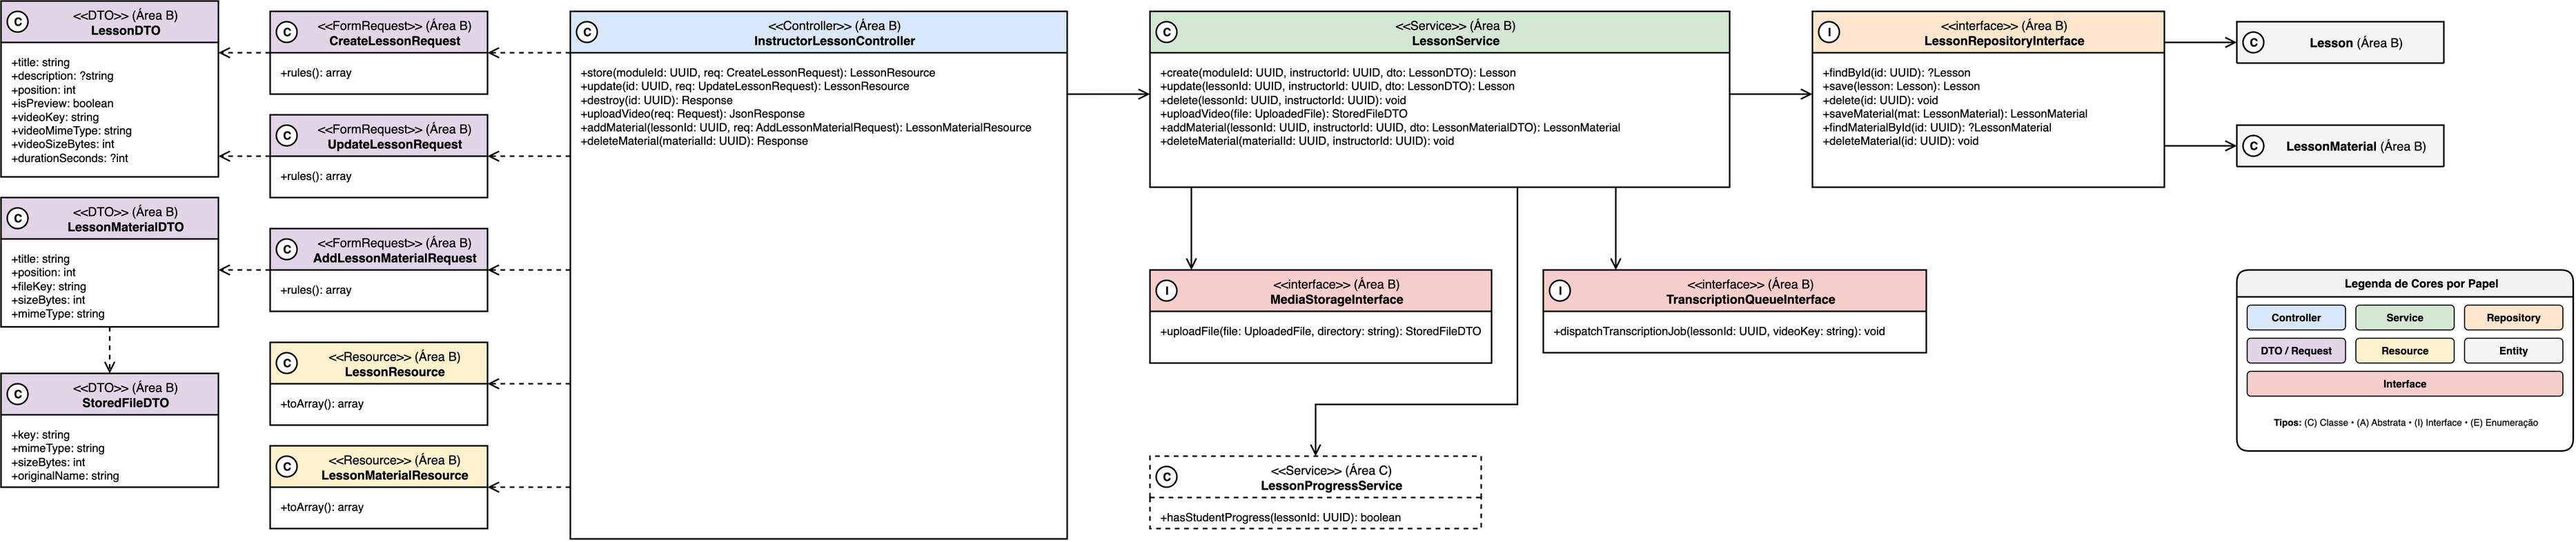 C
<<DTO>> (Área B)
LessonDTO
+title: string
+description: ?string
+position: int
+isPreview: boolean
+videoKey: string
+videoMimeType: string
+videoSizeBytes: int
+durationSeconds: ?int
C
<<DTO>> (Área B)
LessonMaterialDTO
+title: string
+position: int
+fileKey: string
+sizeBytes: int
+mimeType: string
C
<<DTO>> (Área B)
StoredFileDTO
+key: string
+mimeType: string
+sizeBytes: int
+originalName: string
C
<<FormRequest>> (Área B)
CreateLessonRequest
+rules(): array
C
<<FormRequest>> (Área B)
UpdateLessonRequest
+rules(): array
C
<<FormRequest>> (Área B)
AddLessonMaterialRequest
+rules(): array
C
<<Resource>> (Área B)
LessonResource
+toArray(): array
C
<<Resource>> (Área B)
LessonMaterialResource
+toArray(): array
C
<<Controller>> (Área B)
InstructorLessonController
+store(moduleId: UUID, req: CreateLessonRequest): LessonResource
+update(id: UUID, req: UpdateLessonRequest): LessonResource
+destroy(id: UUID): Response
+uploadVideo(req: Request): JsonResponse
+addMaterial(lessonId: UUID, req: AddLessonMaterialRequest): LessonMaterialResource
+deleteMaterial(materialId: UUID): Response
C
<<Service>> (Área B)
LessonService
+create(moduleId: UUID, instructorId: UUID, dto: LessonDTO): Lesson
+update(lessonId: UUID, instructorId: UUID, dto: LessonDTO): Lesson
+delete(lessonId: UUID, instructorId: UUID): void
+uploadVideo(file: UploadedFile): StoredFileDTO
+addMaterial(lessonId: UUID, instructorId: UUID, dto: LessonMaterialDTO): LessonMaterial
+deleteMaterial(materialId: UUID, instructorId: UUID): void
I
<<interface>> (Área B)
MediaStorageInterface
+uploadFile(file: UploadedFile, directory: string): StoredFileDTO
I
<<interface>> (Área B)
TranscriptionQueueInterface
+dispatchTranscriptionJob(lessonId: UUID, videoKey: string): void
C
<<Service>> (Área C)
LessonProgressService
+hasStudentProgress(lessonId: UUID): boolean
I
<<interface>> (Área B)
LessonRepositoryInterface
+findById(id: UUID): ?Lesson
+save(lesson: Lesson): Lesson
+delete(id: UUID): void
+saveMaterial(mat: LessonMaterial): LessonMaterial
+findMaterialById(id: UUID): ?LessonMaterial
+deleteMaterial(id: UUID): void
C
Lesson (Área B)
C
LessonMaterial (Área B)
Legenda de Cores por Papel
Controller
Service
Repository
DTO / Request
Resource
Entity
Interface
Tipos: (C) Classe • (A) Abstrata • (I) Interface • (E) Enumeração